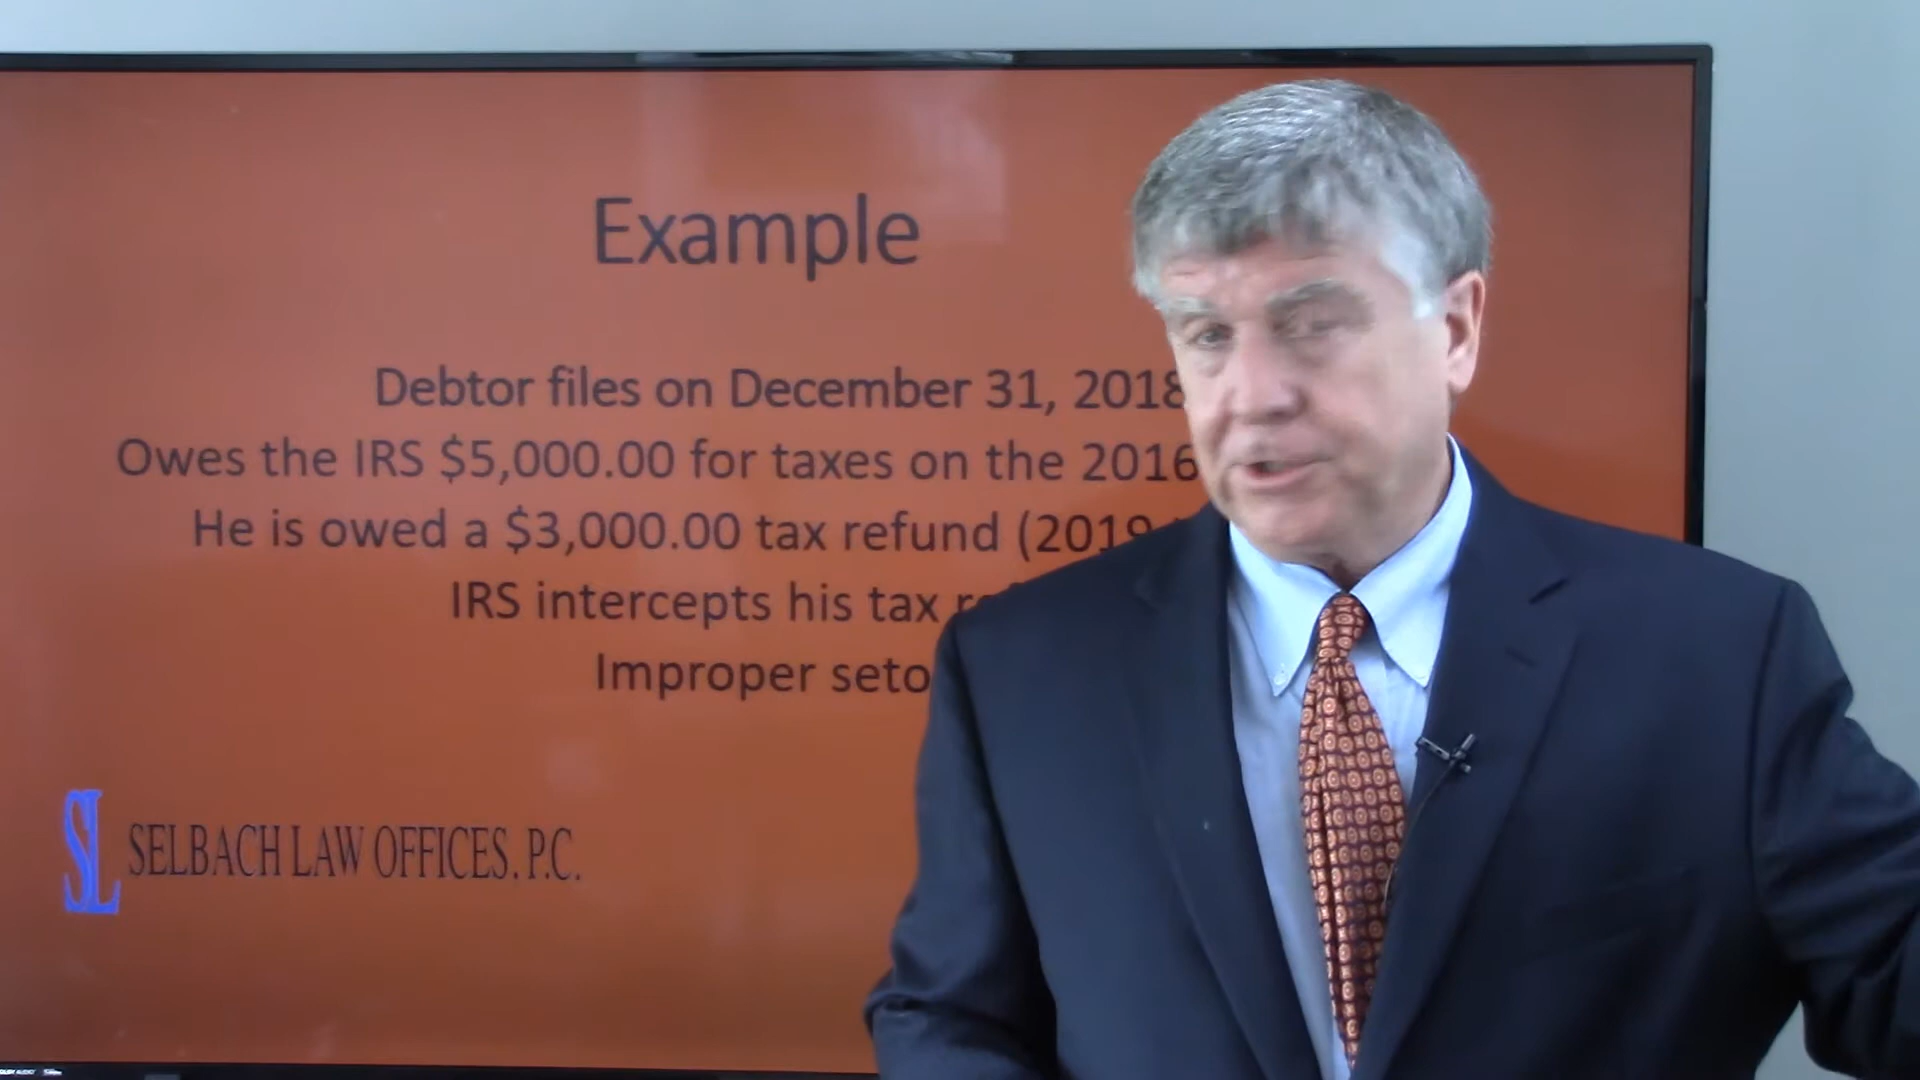 Example
Debtor files on December 31, 2018
Owes the IRS $5,000.00 for taxes on the 2016
He is owed a $3,000.00 tax refund (2019
IRS intercepts his tax
Improper
SL SELBACH LAW OFFICES, P.C.